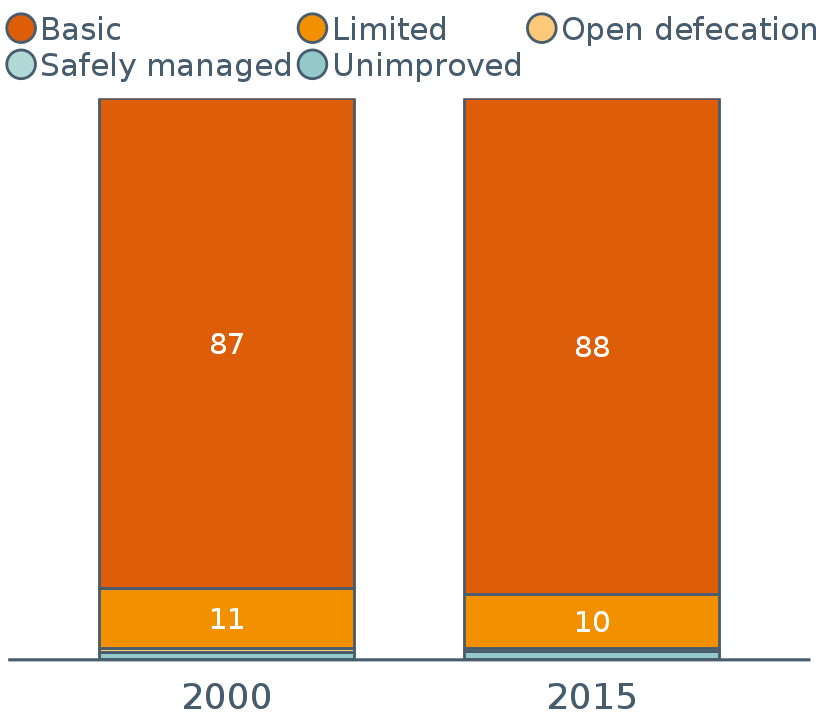 Basic Limited Open defecation
Safely managed Unimproved
87 88
11 10
2000 2015